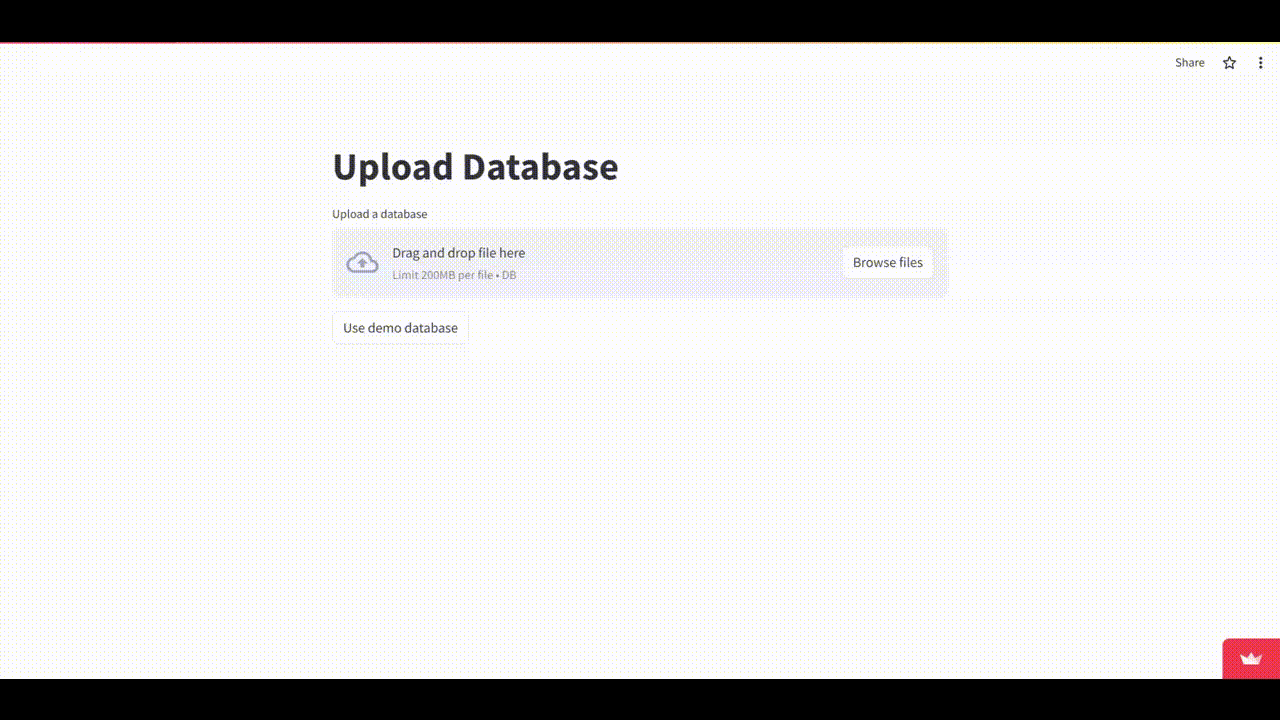 Share
Upload Database
Upload a database
Drag and drop file here
Limit 200MB per file • DB
Browse files
Use demo database